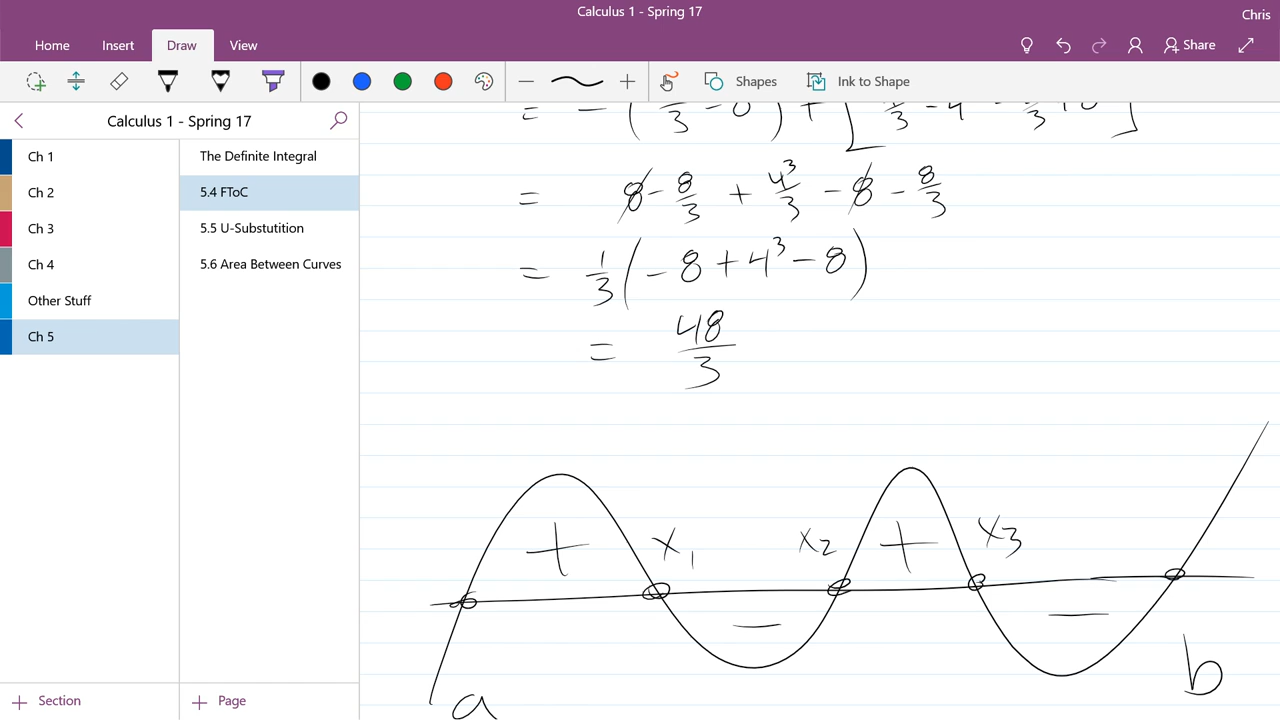 Calculus 1 - Spring 17
Chris
Home Insert Draw View
Share
Shapes Ink to Shape
Calculus 1 - Spring 17
Ch 1
Ch 2
Ch 3
Ch 4
Other Stuff
Ch 5
The Definite Integral
5.4 FToC
5.5 U-Substutition
5.6 Area Between Curves
+ Section
+ Page
= 8 - 8/3 + 4³/3 - 8 - 8/3
= 1/3 ( - 8 + 4³ - 8 )
= 48/3
+ x₁ x₂ + x₃
— —
a b